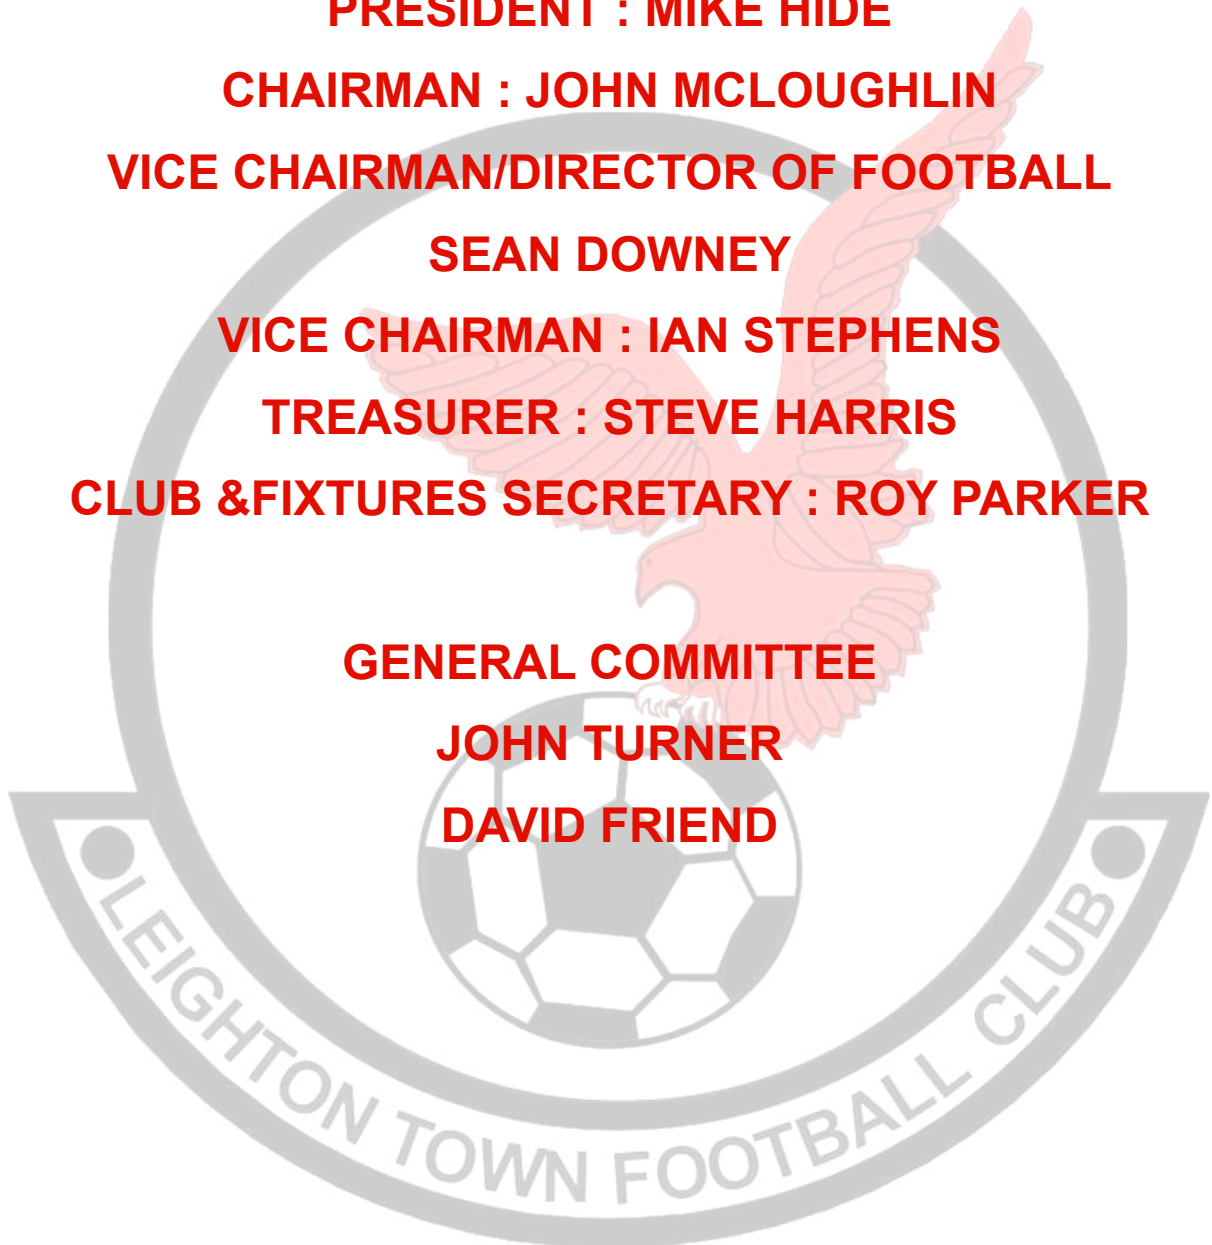 PRESIDENT : MIKE HIDE
CHAIRMAN : JOHN MCLOUGHLIN
VICE CHAIRMAN/DIRECTOR OF FOOTBALL
SEAN DOWNEY
VICE CHAIRMAN : IAN STEPHENS
TREASURER : STEVE HARRIS
CLUB &FIXTURES SECRETARY : ROY PARKER
GENERAL COMMITTEE
JOHN TURNER
DAVID FRIEND
LEIGHTON TOWN FOOTBALL CLUB